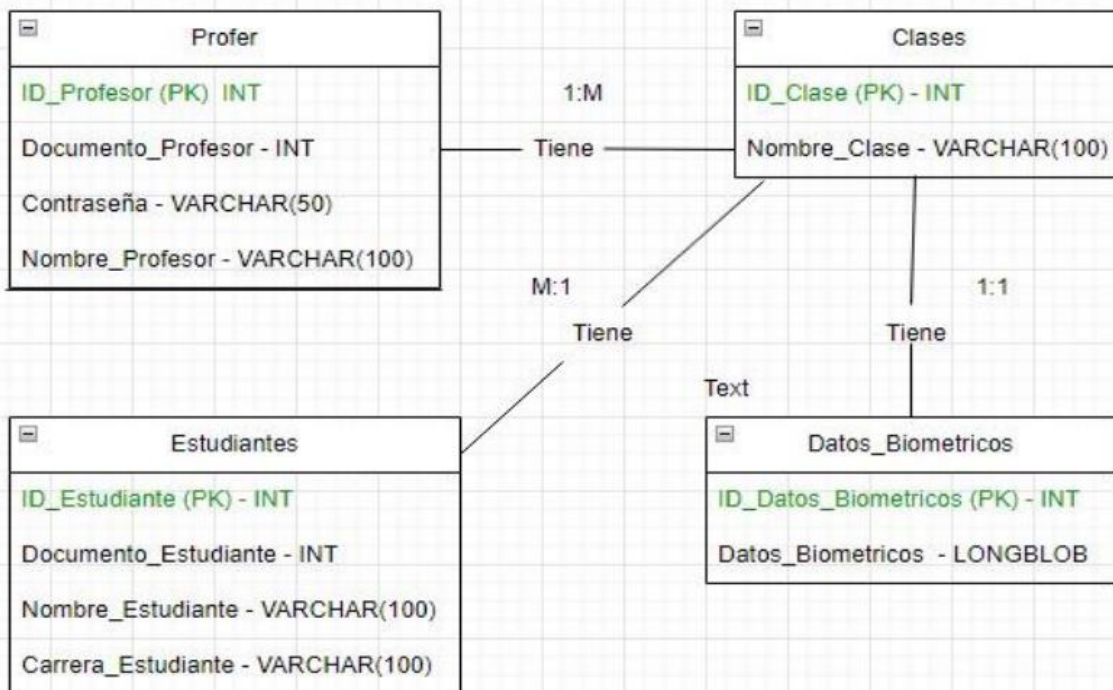 Profer
ID_Profesor (PK) INT
Documento_Profesor - INT
Contraseña - VARCHAR(50)
Nombre_Profesor - VARCHAR(100)
1:M
Tiene
Clases
ID_Clase (PK) - INT
Nombre_Clase - VARCHAR(100)
M:1
Tiene
1:1
Tiene
Text
Estudiantes
ID_Estudiante (PK) - INT
Documento_Estudiante - INT
Nombre_Estudiante - VARCHAR(100)
Carrera_Estudiante - VARCHAR(100)
Datos_Biometricos
ID_Datos_Biometricos (PK) - INT
Datos_Biometricos - LONGBLOB